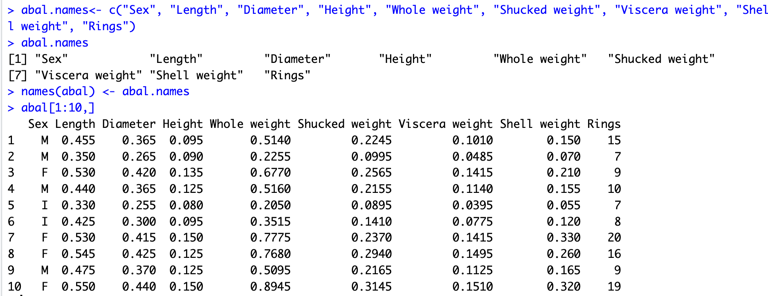 > abal.names<- c("Sex", "Length", "Diameter", "Height", "Whole weight", "Shucked weight", "Viscera weight", "Shel
l weight", "Rings")
> abal.names
[1] "Sex" "Length" "Diameter" "Height" "Whole weight" "Shucked weight"
[7] "Viscera weight" "Shell weight" "Rings"
> names(abal) <- abal.names
> abal[1:10,]
Sex Length Diameter Height Whole weight Shucked weight Viscera weight Shell weight Rings
1 M 0.455 0.365 0.095 0.5140 0.2245 0.1010 0.150 15
2 M 0.350 0.265 0.090 0.2255 0.0995 0.0485 0.070 7
3 F 0.530 0.420 0.135 0.6770 0.2565 0.1415 0.210 9
4 M 0.440 0.365 0.125 0.5160 0.2155 0.1140 0.155 10
5 I 0.330 0.255 0.080 0.2050 0.0895 0.0395 0.055 7
6 I 0.425 0.300 0.095 0.3515 0.1410 0.0775 0.120 8
7 F 0.530 0.415 0.150 0.7775 0.2370 0.1415 0.330 20
8 F 0.545 0.425 0.125 0.7680 0.2940 0.1495 0.260 16
9 M 0.475 0.370 0.125 0.5095 0.2165 0.1125 0.165 9
10 F 0.550 0.440 0.150 0.8945 0.3145 0.1510 0.320 19